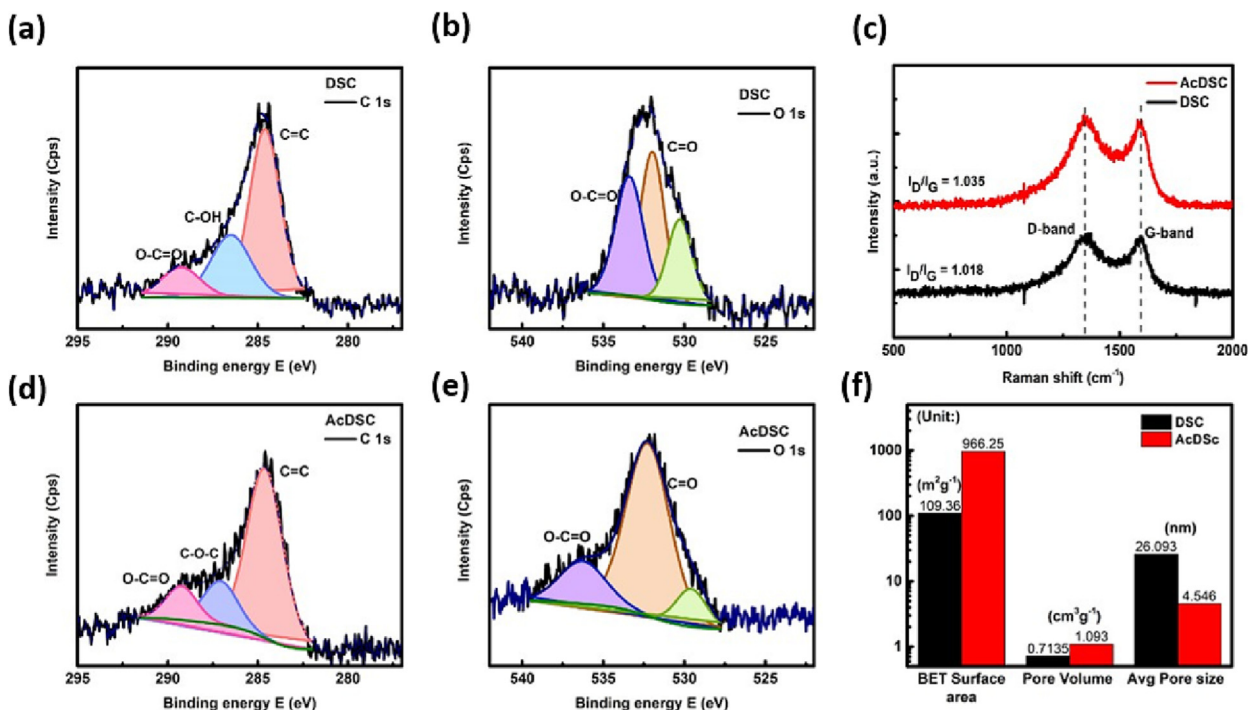 (a)
DSC
C 1s
C=C
C-OH
O-C=O
Intensity (Cps)
295 290 285 280
Binding energy E (eV)
(b)
DSC
O 1s
C=O
O-C=O
Intensity (Cps)
540 535 530 525
Binding energy E (eV)
(c)
AcDSC
DSC
I_D/I_G = 1.035
D-band
G-band
I_D/I_G = 1.018
Intensity (a.u.)
500 1000 1500 2000
Raman shift (cm⁻¹)
(d)
AcDSC
C 1s
C=C
C-O-C
O-C=O
Intensity (Cps)
295 290 285 280
Binding energy E (eV)
(e)
AcDSC
O 1s
C=O
O-C=O
Intensity (Cps)
540 535 530 525
Binding energy E (eV)
(f)
(Unit:)
DSC
AcDSc
1000
100
10
1
966.25
(m²g⁻¹)
109.36
(nm)
26.093
4.546
(cm³g⁻¹)
0.7135
1.093
BET Surface area
Pore Volume
Avg Pore size